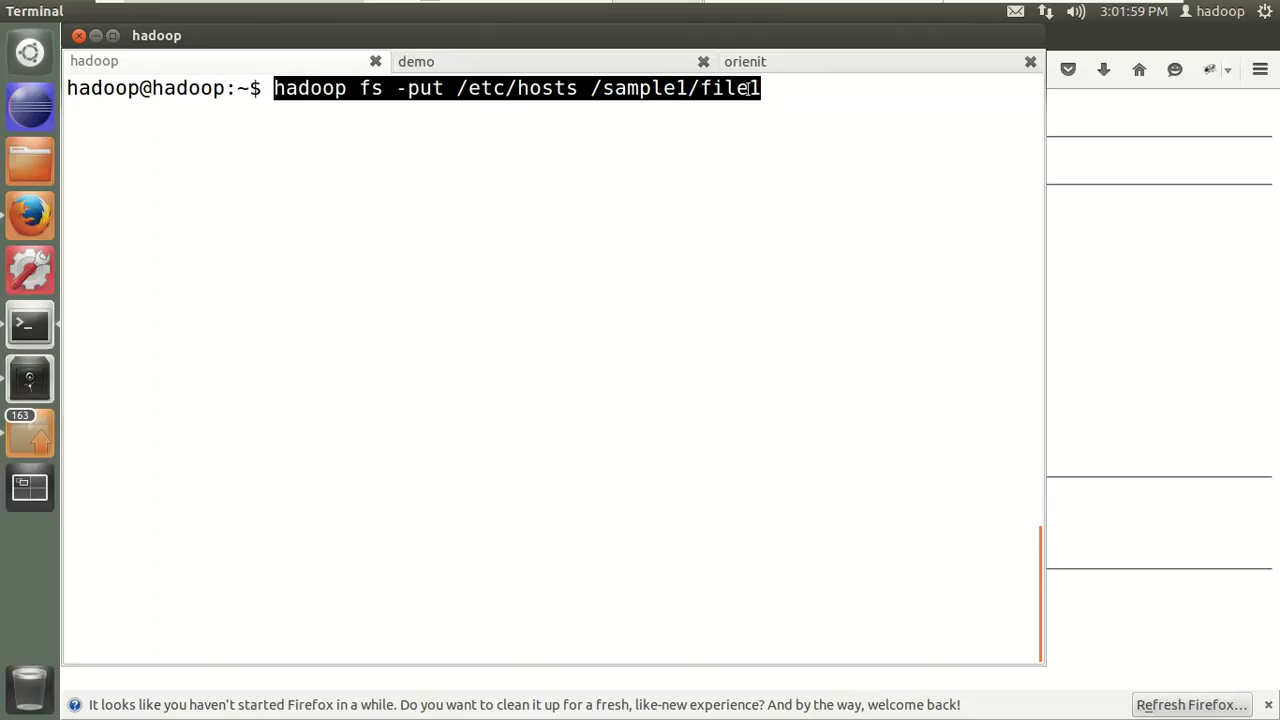 Terminal
3:01:59 PM
hadoop
hadoop
hadoop
demo
orienit
hadoop@hadoop:~$ hadoop fs -put /etc/hosts /sample1/file1
163
It looks like you haven't started Firefox in a while. Do you want to clean it up for a fresh, like-new experience? And by the way, welcome back!
Refresh Firefox...